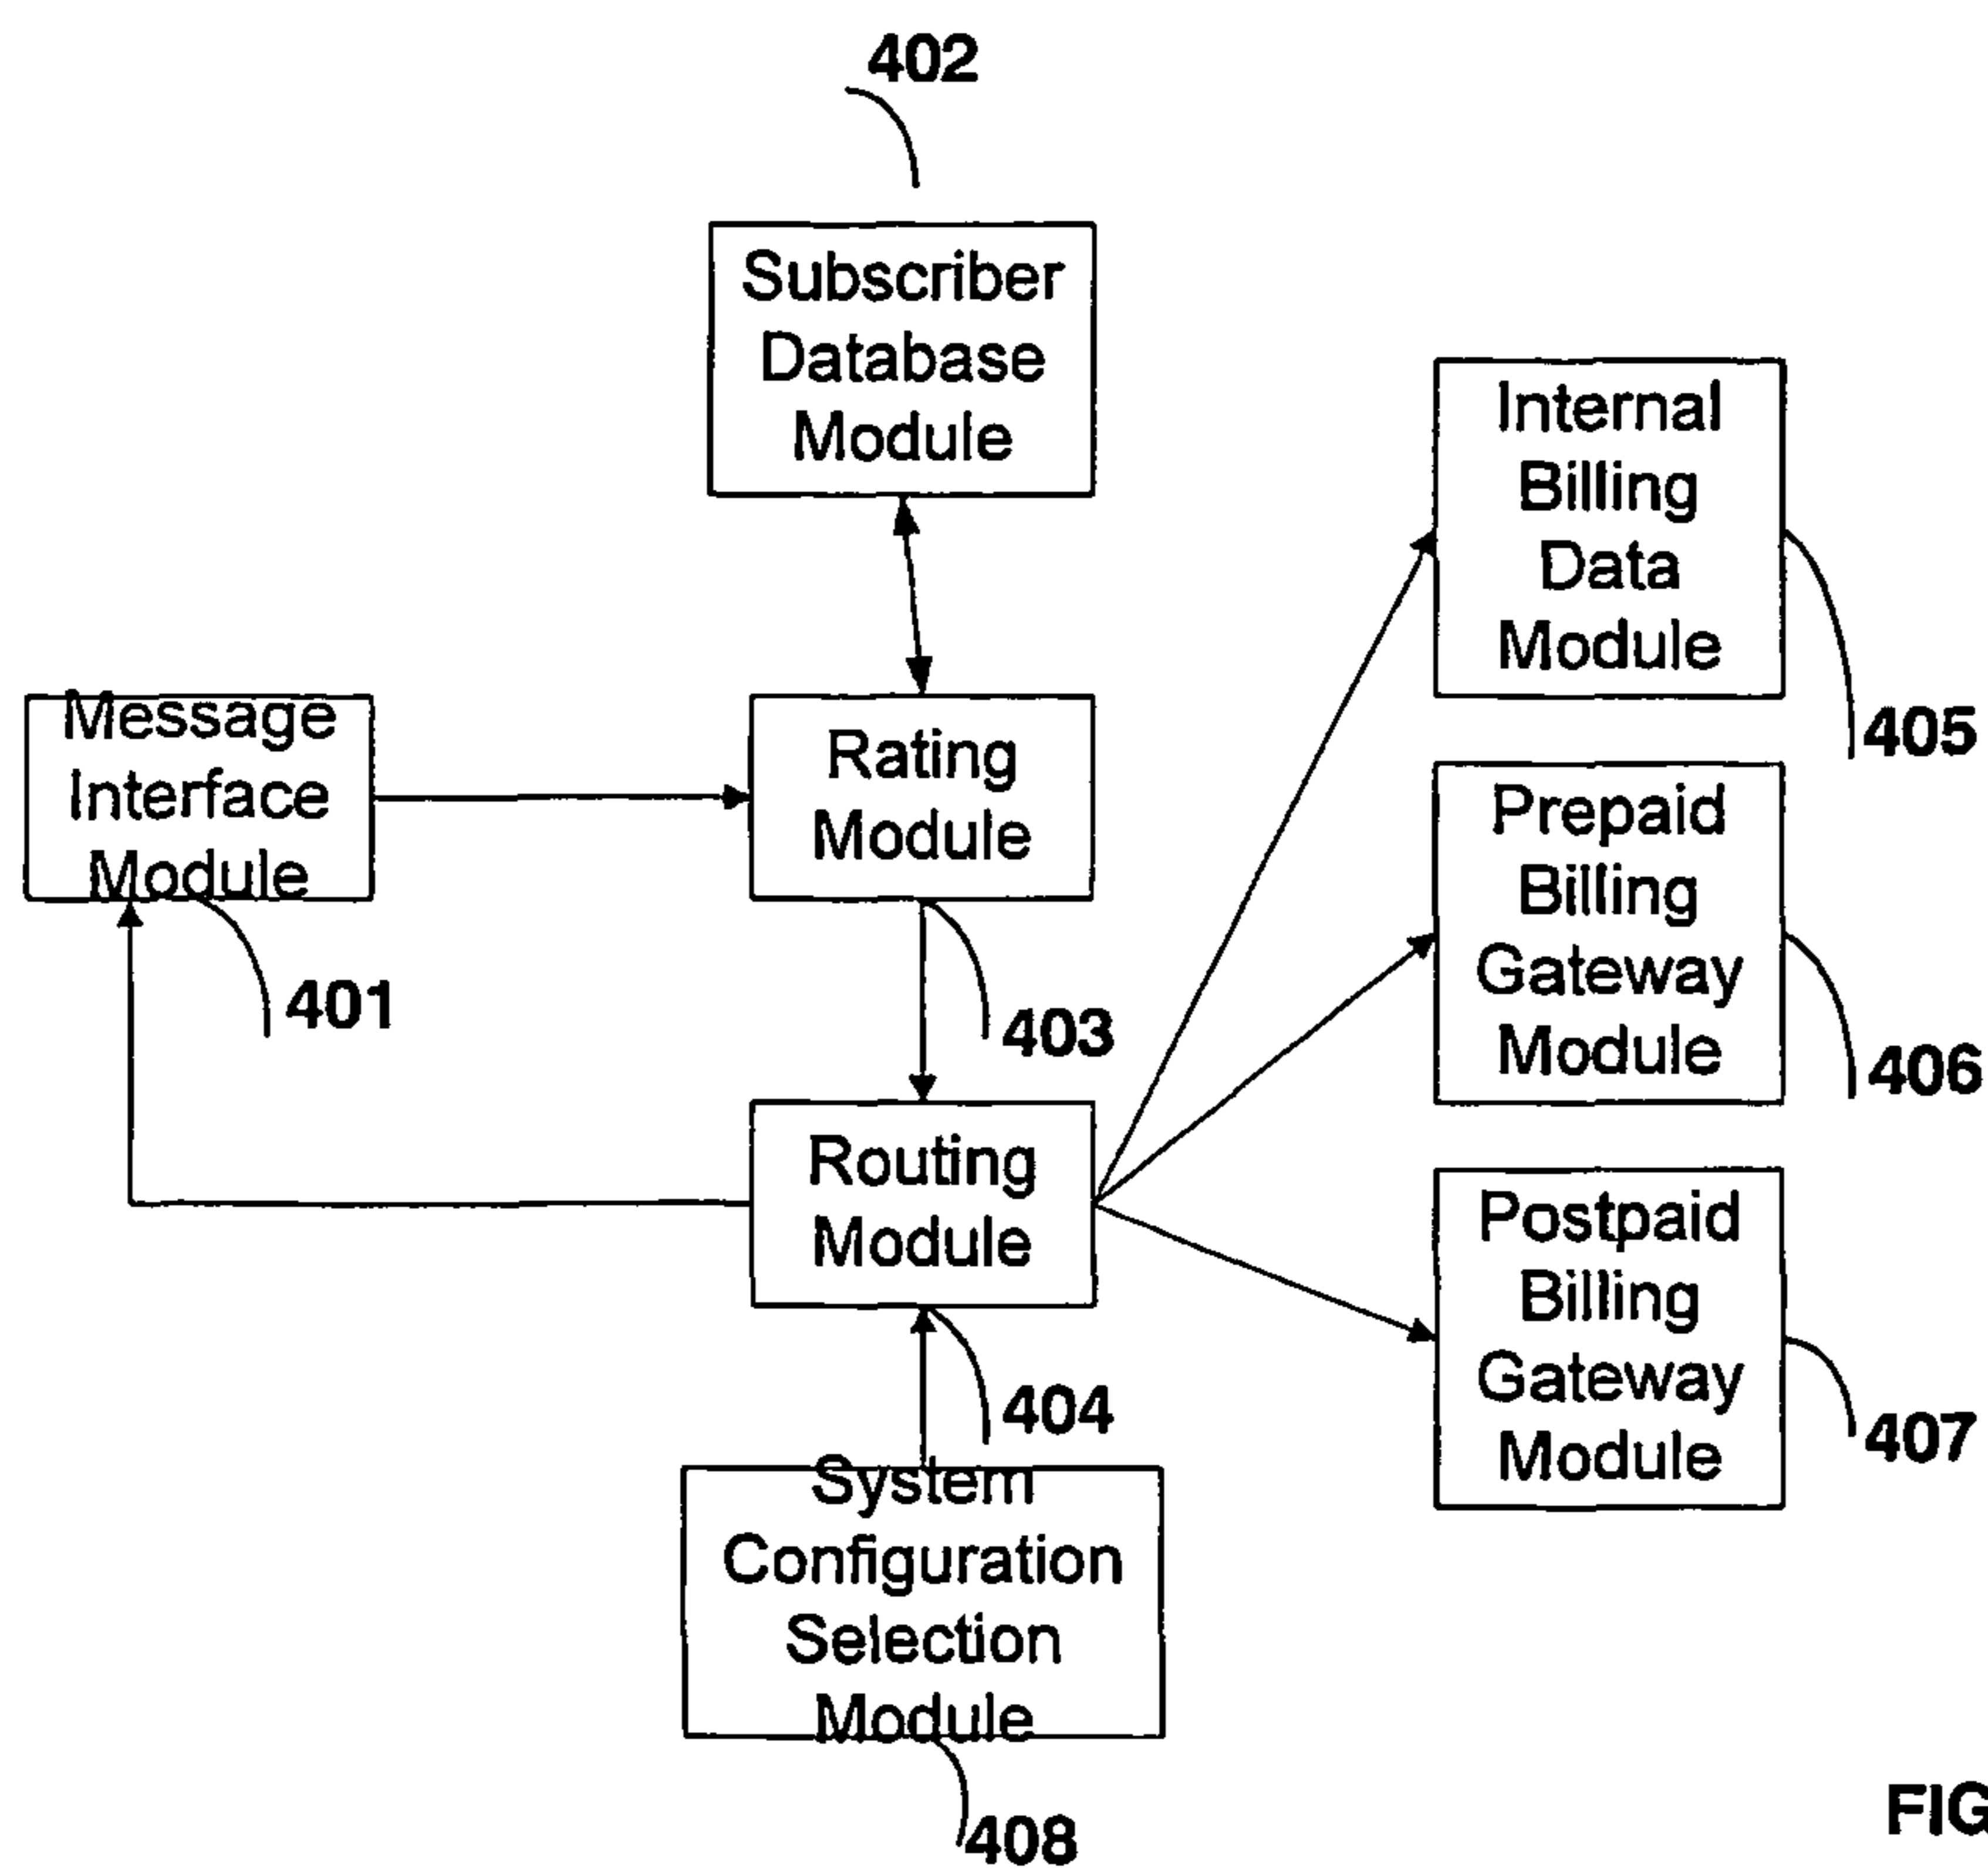 402
Subscriber
Database
Module
Internal
Billing
Data
Module
405
Message
Interface
Module
401
Rating
Module
403
Prepaid
Billing
Gateway
Module
406
Routing
Module
404
Postpaid
Billing
Gateway
Module
407
System
Configuration
Selection
Module
408
FIG